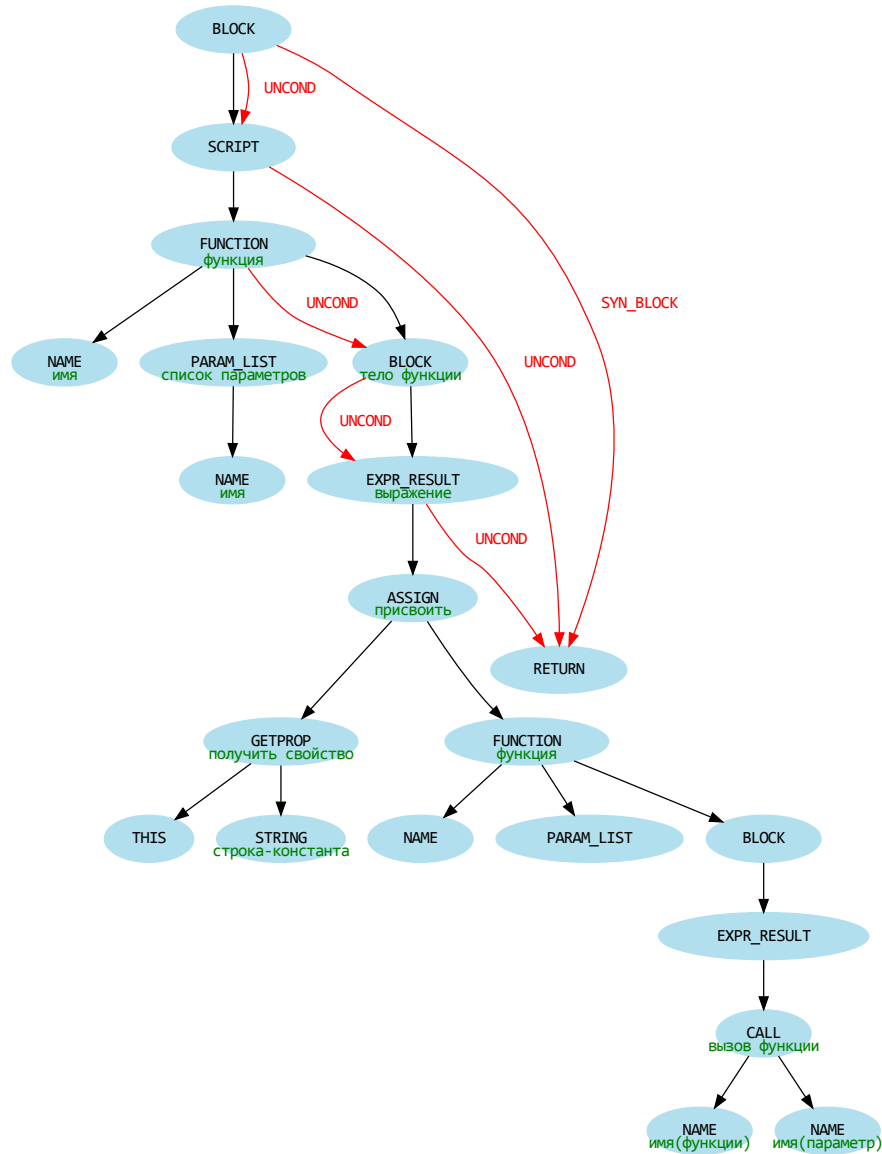 BLOCK
UNCOND
SCRIPT
FUNCTION
функция
UNCOND
SYN_BLOCK
NAME
имя
PARAM_LIST
список параметров
BLOCK
тело функции
UNCOND
UNCOND
NAME
имя
EXPR_RESULT
выражение
UNCOND
ASSIGN
присвоить
RETURN
GETPROP
получить свойство
FUNCTION
функция
THIS
STRING
строка-константа
NAME
PARAM_LIST
BLOCK
EXPR_RESULT
CALL
вызов функции
NAME
имя(функции)
NAME
имя(параметр)